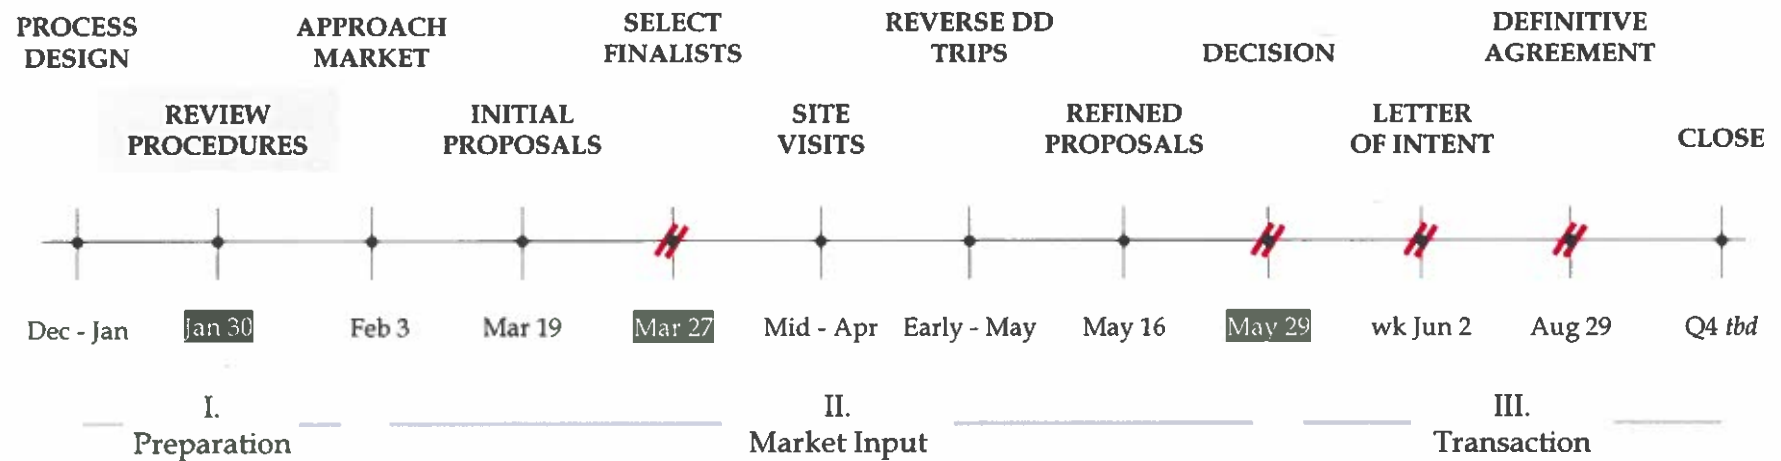 PROCESS
DESIGN
REVIEW
PROCEDURES
APPROACH
MARKET
INITIAL
PROPOSALS
SELECT
FINALISTS
SITE
VISITS
REVERSE DD
TRIPS
REFINED
PROPOSALS
DECISION
LETTER
OF INTENT
DEFINITIVE
AGREEMENT
CLOSE
Dec - Jan
Jan 30
Feb 3
Mar 19
Mar 27
Mid - Apr
Early - May
May 16
May 29
wk Jun 2
Aug 29
Q4 tbd
I.
Preparation
II.
Market Input
III.
Transaction